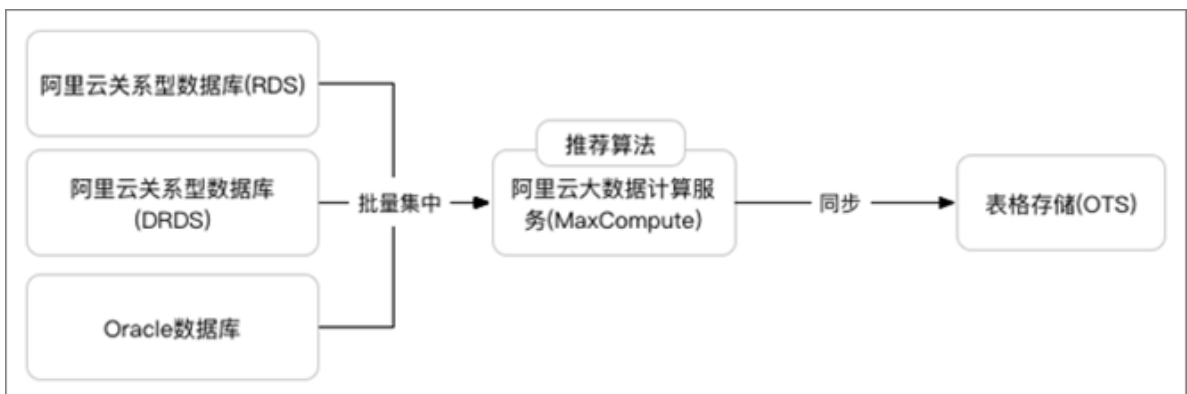 阿里云关系型数据库(RDS)
阿里云关系型数据库
(DRDS)
Oracle数据库
批量集中
推荐算法
阿里云大数据计算服
务(MaxCompute)
同步
表格存储(OTS)